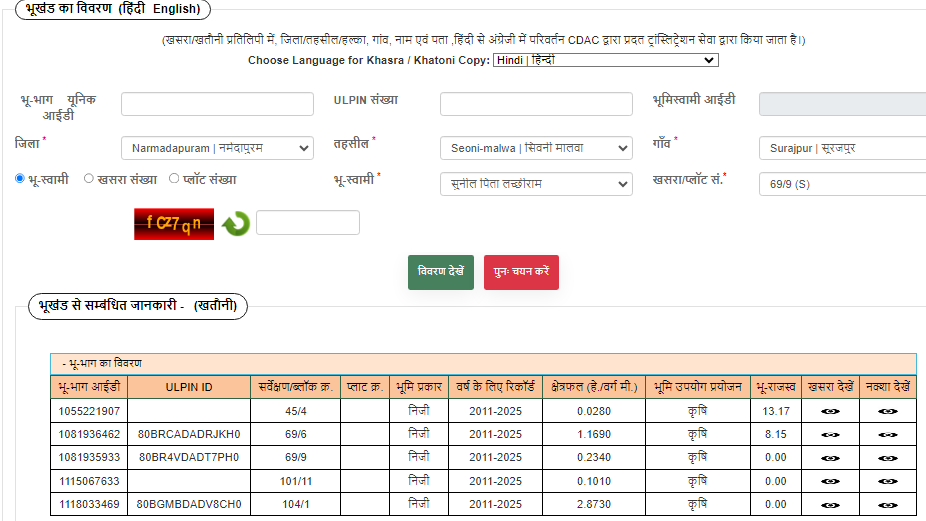 भूखंड का विवरण (हिंदी English)
(खसरा/खतौनी प्रतिलिपी में, जिला/तहसील/हल्का, गांव, नाम एवं पता ,हिंदी से अंग्रेजी में परिवर्तन CDAC द्वारा प्रदत ट्रांस्लिट्रेशन सेवा द्वारा किया जाता है।)
Choose Language for Khasra / Khatoni Copy: Hindi | हिन्दी
भू-भाग यूनिक आईडी ULPIN संख्या भूमिस्वामी आईडी
जिला * Narmadapuram | नर्मदापुरम तहसील * Seoni-malwa | सिवनी मालवा गाँव * Surajpur | सूरजपुर
भू-स्वामी खसरा संख्या प्लॉट संख्या भू-स्वामी * सुनील पिता लच्छीराम खसरा/प्लॉट सं.* 69/9 (S)
fCZ7qn
विवरण देखें पुनः चयन करें
भूखंड से सम्बंधित जानकारी - (खतौनी)
- भू-भाग का विवरण
भू-भाग आईडी ULPIN ID सर्वेक्षण/ब्लॉक क्र. प्लाट क्र. भूमि प्रकार वर्ष के लिए रिकॉर्ड क्षेत्रफल (हे./वर्ग मी.) भूमि उपयोग प्रयोजन भू-राजस्व खसरा देखें नक्शा देखें
1055221907 45/4 निजी 2011-2025 0.0280 कृषि 13.17
1081936462 80BRCADADRJKH0 69/6 निजी 2011-2025 1.1690 कृषि 8.15
1081935933 80BR4VDADT7PH0 69/9 निजी 2011-2025 0.2340 कृषि 0.00
1115067633 101/11 निजी 2011-2025 0.1010 कृषि 0.00
1118033469 80BGMBDADV8CH0 104/1 निजी 2011-2025 2.8730 कृषि 0.00